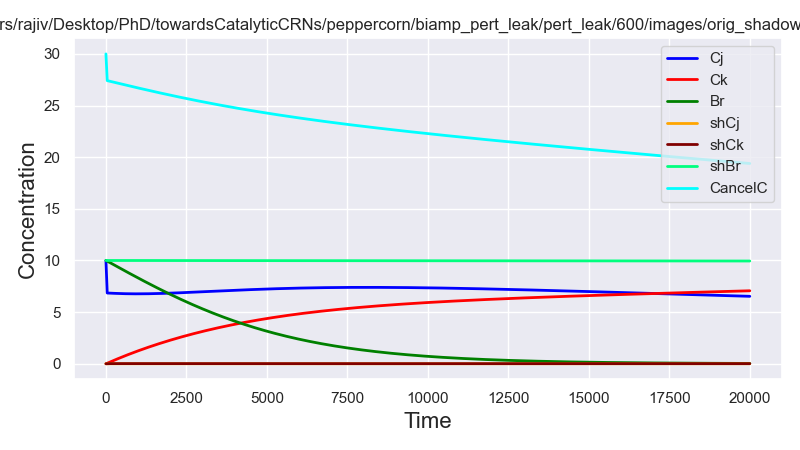 rs/rajiv/Desktop/PhD/towardsCatalyticCRNs/peppercorn/biamp_pert_leak/pert_leak/600/images/orig_shadow
Concentration
30
25
20
15
10
5
0
0 2500 5000 7500 10000 12500 15000 17500 20000
Time
Cj
Ck
Br
shCj
shCk
shBr
CancelC